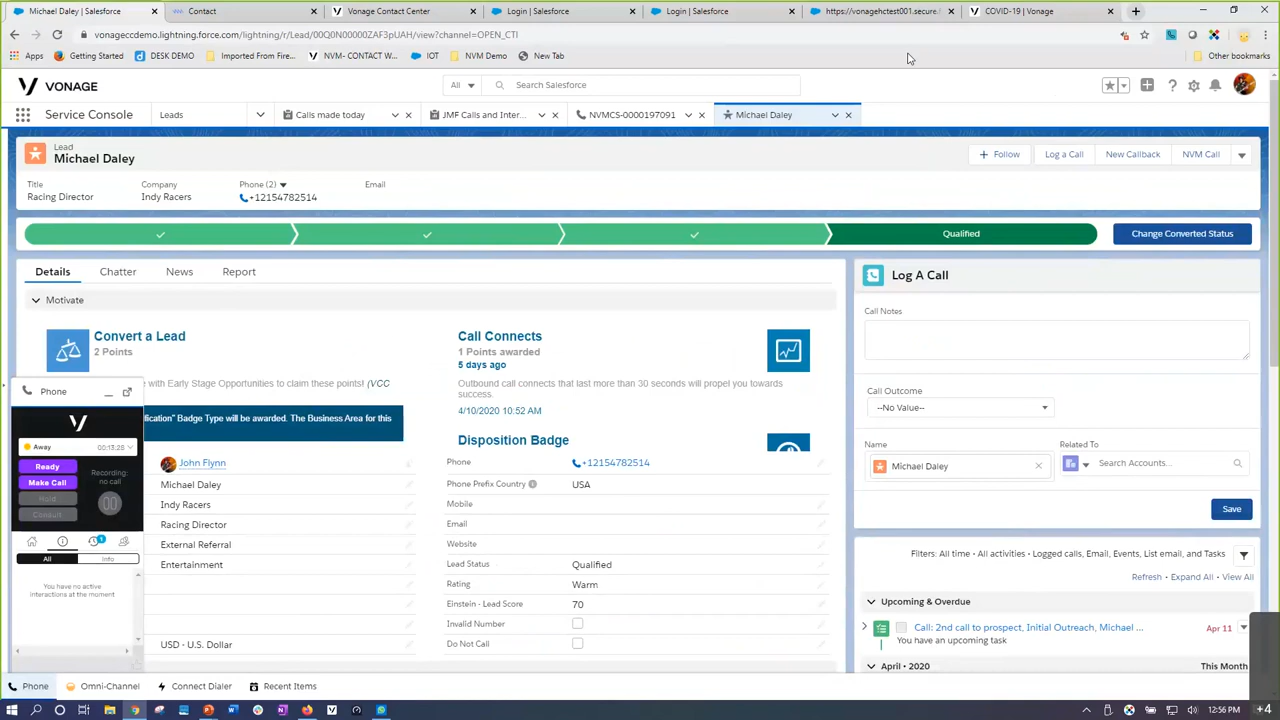 Michael Daley | Salesforce
Contact
Vonage Contact Center
Login | Salesforce
Login | Salesforce
https://vonagehctest001.secure.f
COVID-19 | Vonage
vonageccdemo.lightning.force.com/lightning/r/Lead/00Q0N00000ZAF3pUAH/view?channel=OPEN_CTI
Apps
Getting Started
DESK DEMO
Imported From Fire...
NVM- CONTACT W...
IOT
NVM Demo
New Tab
Other bookmarks
VONAGE
All
Search Salesforce
Service Console
Leads
Calls made today
JMF Calls and Inter...
NVMCS-0000197091
Michael Daley
Lead
Michael Daley
Follow
Log a Call
New Callback
NVM Call
Title
Company
Phone (2)
Email
Racing Director
Indy Racers
+12154782514
Qualified
Change Converted Status
Details
Chatter
News
Report
Motivate
Convert a Lead
2 Points
with Early Stage Opportunities to claim these points! (VCC
ification" Badge Type will be awarded. The Business Area for this
Call Connects
1 Points awarded
5 days ago
Outbound call connects that last more than 30 seconds will propel you towards
success.
4/10/2020 10:52 AM
Disposition Badge
John Flynn
Michael Daley
Indy Racers
Racing Director
External Referral
Entertainment
USD - U.S. Dollar
Phone
+12154782514
Phone Prefix Country
USA
Mobile
Email
Website
Lead Status
Qualified
Rating
Warm
Einstein - Lead Score
70
Invalid Number
Do Not Call
Log A Call
Call Notes
Call Outcome
--No Value--
Name
Related To
Michael Daley
Search Accounts...
Save
Filters: All time • All activities • Logged calls, Email, Events, List email, and Tasks
Refresh • Expand All • View All
Upcoming & Overdue
Call: 2nd call to prospect, Initial Outreach, Michael ...
Apr 11
You have an upcoming task
April • 2020
This Month
Phone
Away
00:13:28
Ready
Make Call
Hold
Conduit
Recording:
no call
1
All
Info
You have no active
interactions at the moment
Phone
Omni-Channel
Connect Dialer
Recent Items
12:56 PM
+4